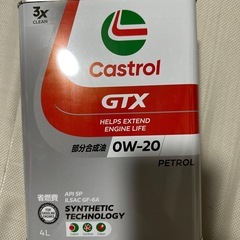 3X
CLEAN
Castrol
GTX
HELPS EXTEND
ENGINE LIFE
部分合成油 0W-20
PETROL
省燃費
API SP
ILSAC GF-6A
SYNTHETIC
TECHNOLOGY
4L